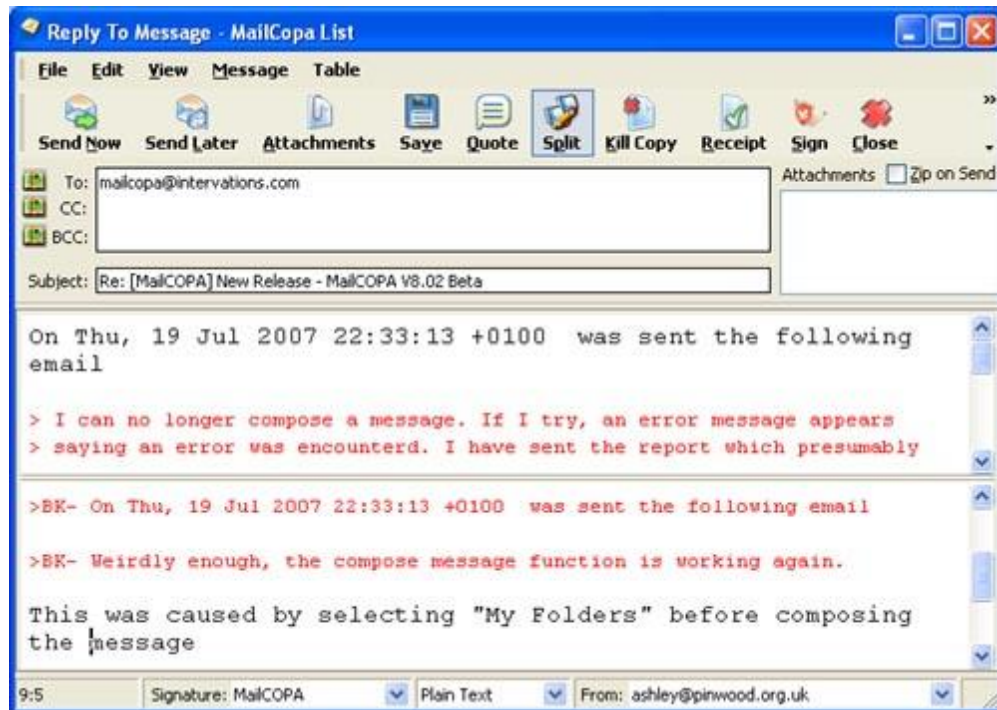 Reply To Message - MailCopa List
File Edit View Message Table
Send Now Send Later Attachments Save Quote Split Kill Copy Receipt Sign Close »
To: mailcopa@intervations.com
Attachments Zip on Send
CC:
BCC:
Subject: Re: [MailCOPA] New Release - MailCOPA V8.02 Beta
On Thu, 19 Jul 2007 22:33:13 +0100 was sent the following
email
> I can no longer compose a message. If I try, an error message appears
> saying an error was encounterd. I have sent the report which presumably
>BK- On Thu, 19 Jul 2007 22:33:13 +0100 was sent the following email
>BK- Weirdly enough, the compose message function is working again.
This was caused by selecting "My Folders" before composing
the message
9:5 Signature: MailCOPA Plain Text From: ashley@pinwood.org.uk